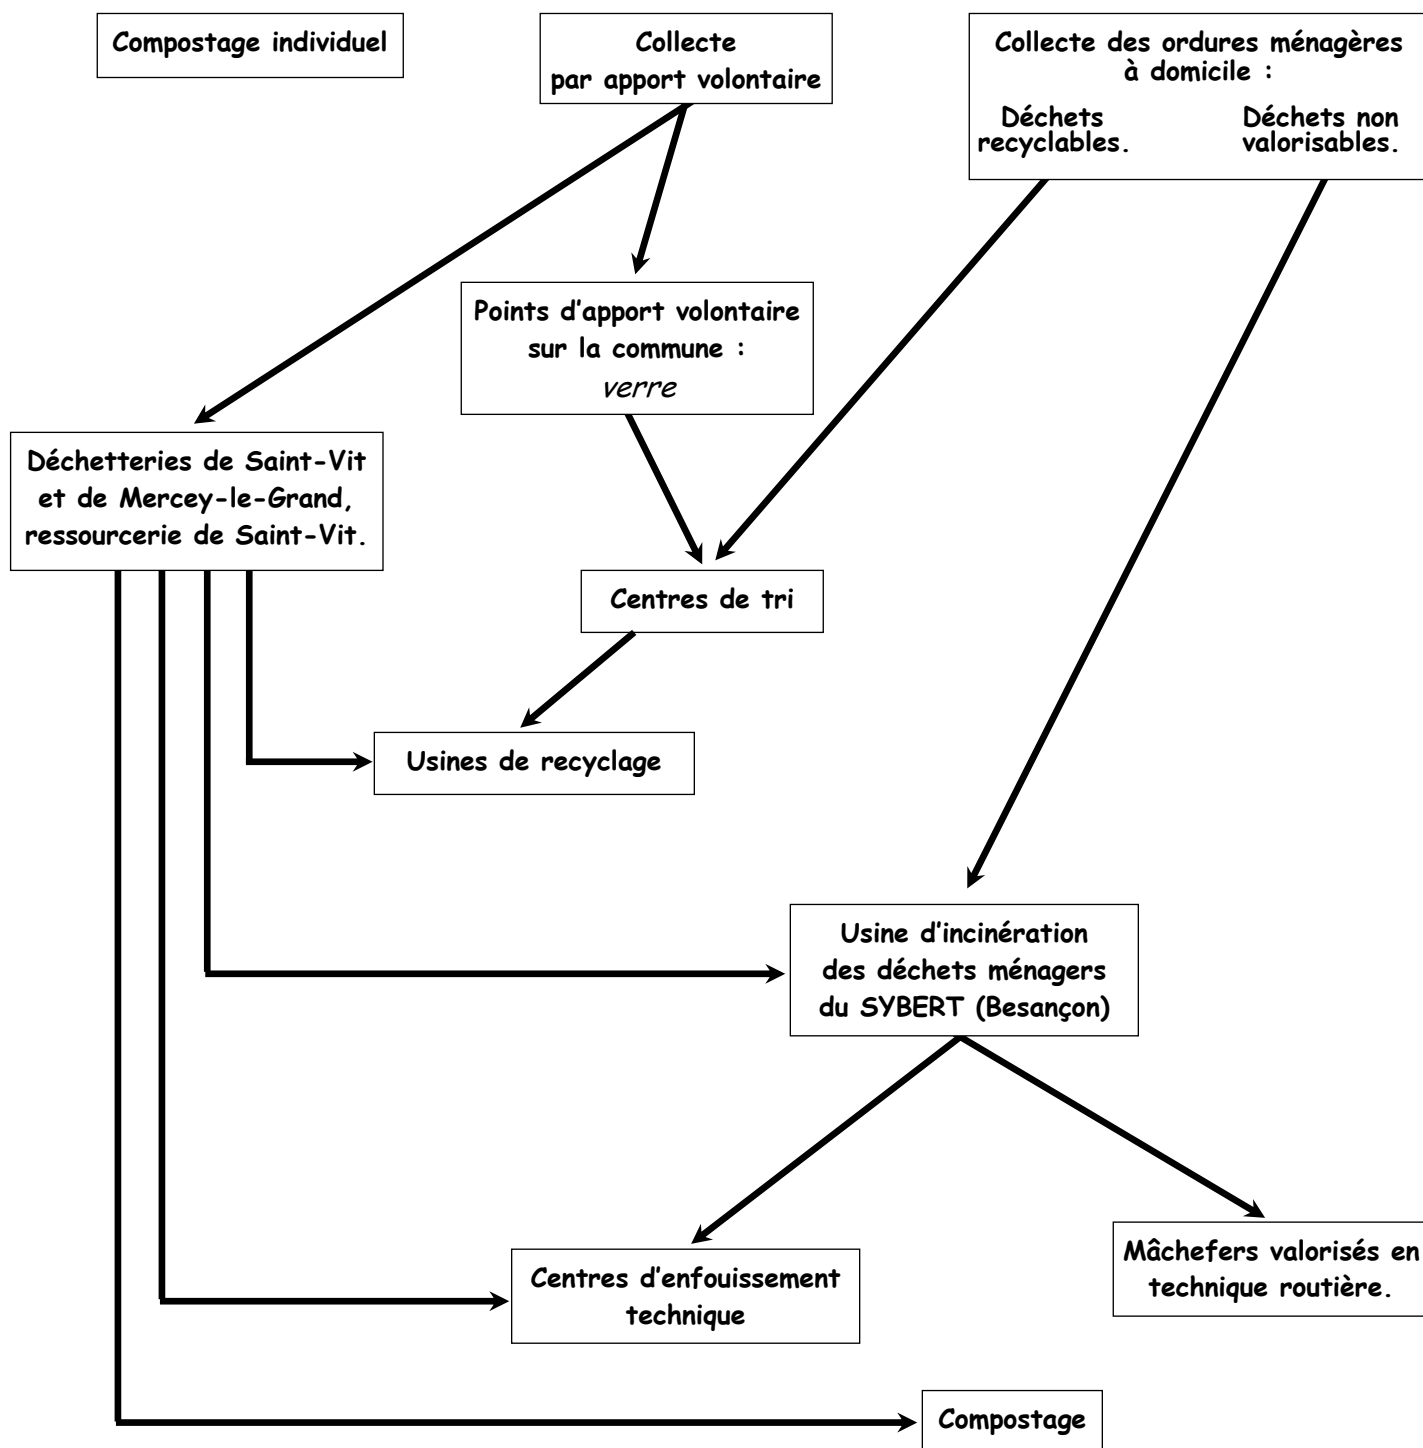 Compostage individuel
Collecte
par apport volontaire
Collecte des ordures ménagères
à domicile :
Déchets
recyclables.
Déchets non
valorisables.
Points d'apport volontaire
sur la commune :
verre
Déchetteries de Saint-Vit
et de Mercey-le-Grand,
ressourcerie de Saint-Vit.
Centres de tri
Usines de recyclage
Usine d'incinération
des déchets ménagers
du SYBERT (Besançon)
Centres d'enfouissement
technique
Mâchefers valorisés en
technique routière.
Compostage